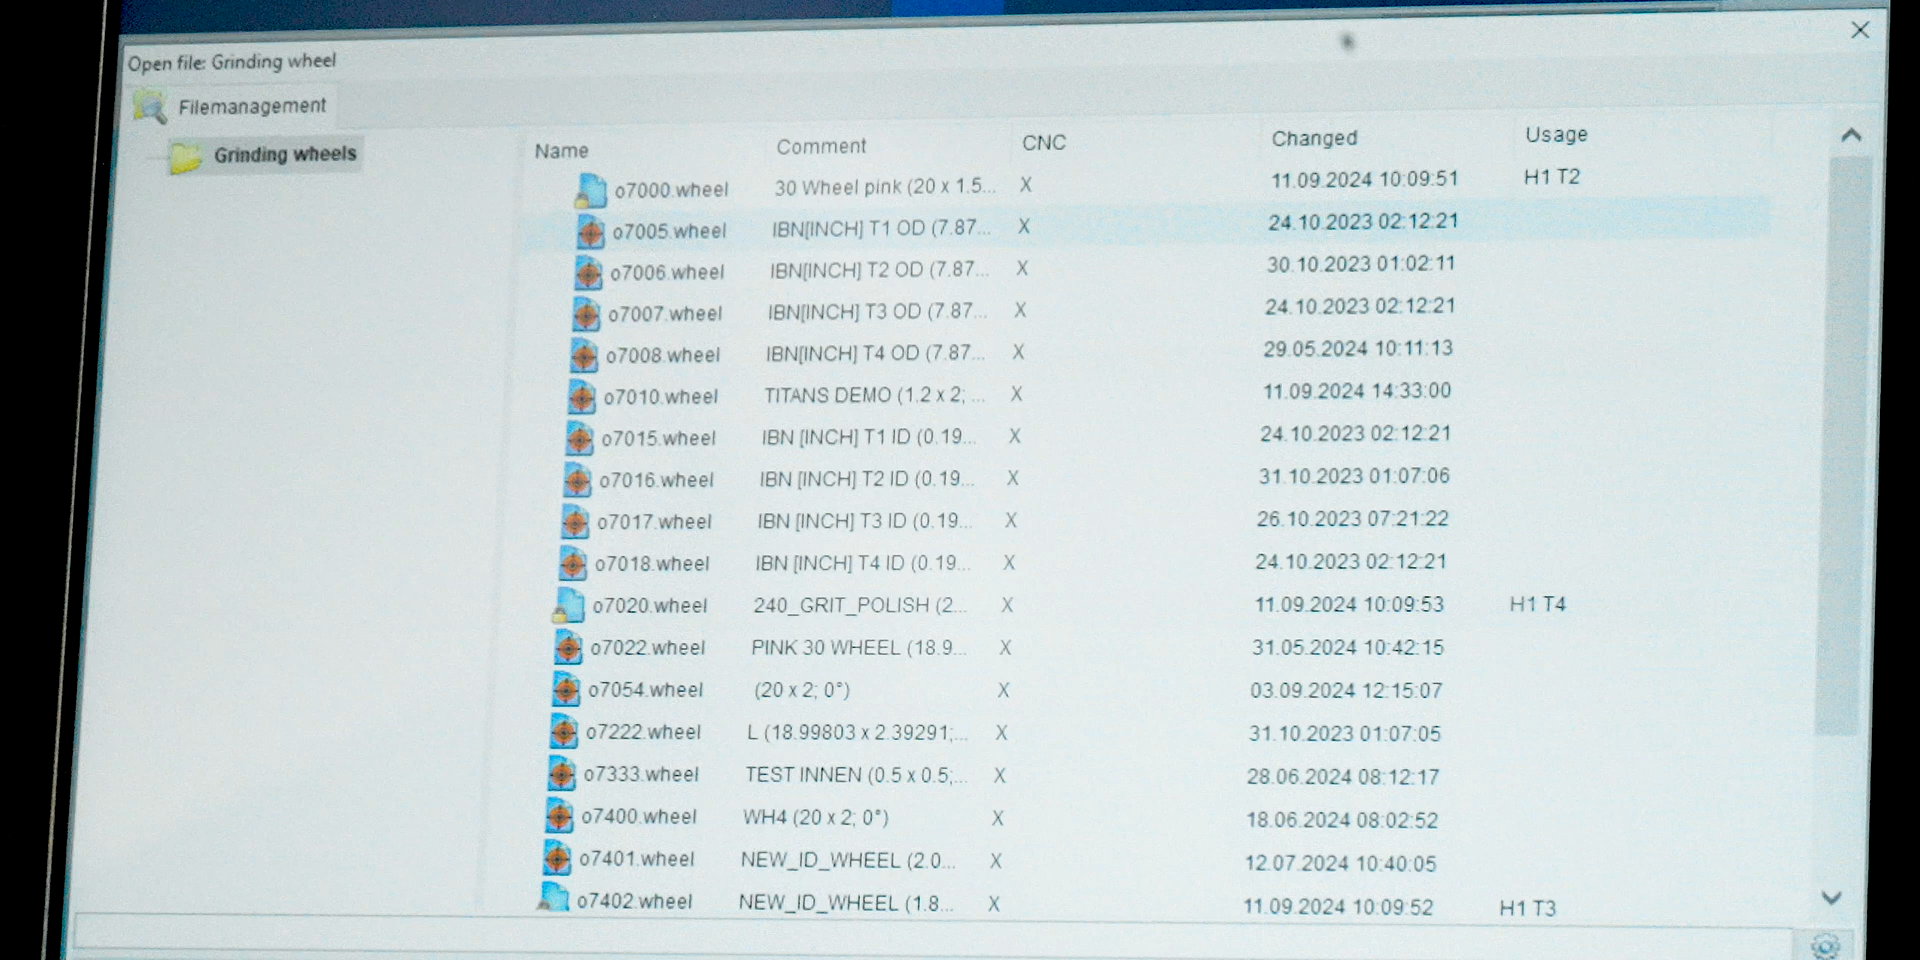 Open file: Grinding wheel
Filemanagement
Grinding wheels
Name Comment CNC Changed Usage
o7000.wheel 30 Wheel pink (20 x 1.5... X 11.09.2024 10:09:51 H1 T2
o7005.wheel IBN[INCH] T1 OD (7.87... X 24.10.2023 02:12:21
o7006.wheel IBN[INCH] T2 OD (7.87... X 30.10.2023 01:02:11
o7007.wheel IBN[INCH] T3 OD (7.87... X 24.10.2023 02:12:21
o7008.wheel IBN[INCH] T4 OD (7.87... X 29.05.2024 10:11:13
o7010.wheel TITANS DEMO (1.2 x 2; ... X 11.09.2024 14:33:00
o7015.wheel IBN [INCH] T1 ID (0.19... X 24.10.2023 02:12:21
o7016.wheel IBN [INCH] T2 ID (0.19... X 31.10.2023 01:07:06
o7017.wheel IBN [INCH] T3 ID (0.19... X 26.10.2023 07:21:22
o7018.wheel IBN [INCH] T4 ID (0.19... X 24.10.2023 02:12:21
o7020.wheel 240_GRIT_POLISH (2... X 11.09.2024 10:09:53 H1 T4
o7022.wheel PINK 30 WHEEL (18.9... X 31.05.2024 10:42:15
o7054.wheel (20 x 2; 0°) X 03.09.2024 12:15:07
o7222.wheel L (18.99803 x 2.39291;... X 31.10.2023 01:07:05
o7333.wheel TEST INNEN (0.5 x 0.5;... X 28.06.2024 08:12:17
o7400.wheel WH4 (20 x 2; 0°) X 18.06.2024 08:02:52
o7401.wheel NEW_ID_WHEEL (2.0... X 12.07.2024 10:40:05
o7402.wheel NEW_ID_WHEEL (1.8... X 11.09.2024 10:09:52 H1 T3